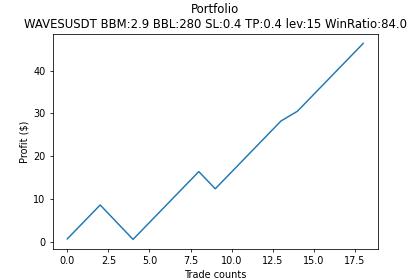 Portfolio
WAVESUSDT BBM:2.9 BBL:280 SL:0.4 TP:0.4 lev:15 WinRatio:84.0
40
30
20
10
0
Profit ($)
0.0 2.5 5.0 7.5 10.0 12.5 15.0 17.5
Trade counts